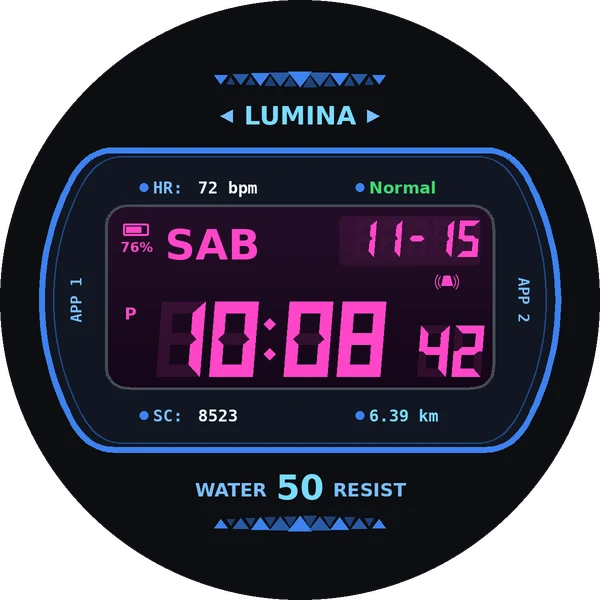 ◄ LUMINA ►
HR: 72 bpm Normal
76% SAB 11-15
P 10:08 42
APP 1
APP 2
SC: 8523 6.39 km
WATER 50 RESIST